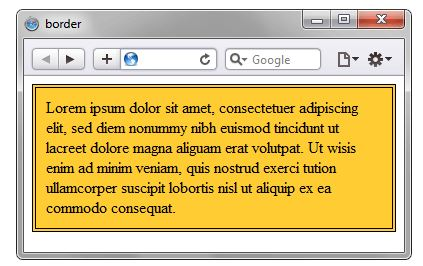 border
Google
Lorem ipsum dolor sit amet, consectetuer adipiscing
elit, sed diem nonummy nibh euismod tincidunt ut
lacreet dolore magna aliguam erat volutpat. Ut wisis
enim ad minim veniam, quis nostrud exerci tution
ullamcorper suscipit lobortis nisl ut aliquip ex ea
commodo consequat.